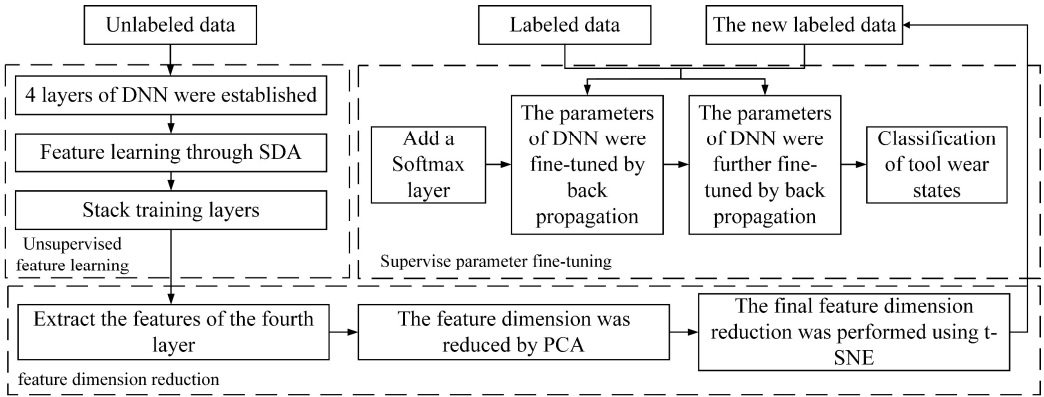 Unlabeled data
4 layers of DNN were established
Feature learning through SDA
Stack training layers
Unsupervised
feature learning
Labeled data
The new labeled data
Add a
Softmax
layer
The parameters
of DNN were
fine-tuned by
back
propagation
The parameters
of DNN were
further fine-
tuned by back
propagation
Classification
of tool wear
states
Supervise parameter fine-tuning
Extract the features of the fourth
layer
The feature dimension was
reduced by PCA
The final feature dimension
reduction was performed using t-
SNE
feature dimension reduction